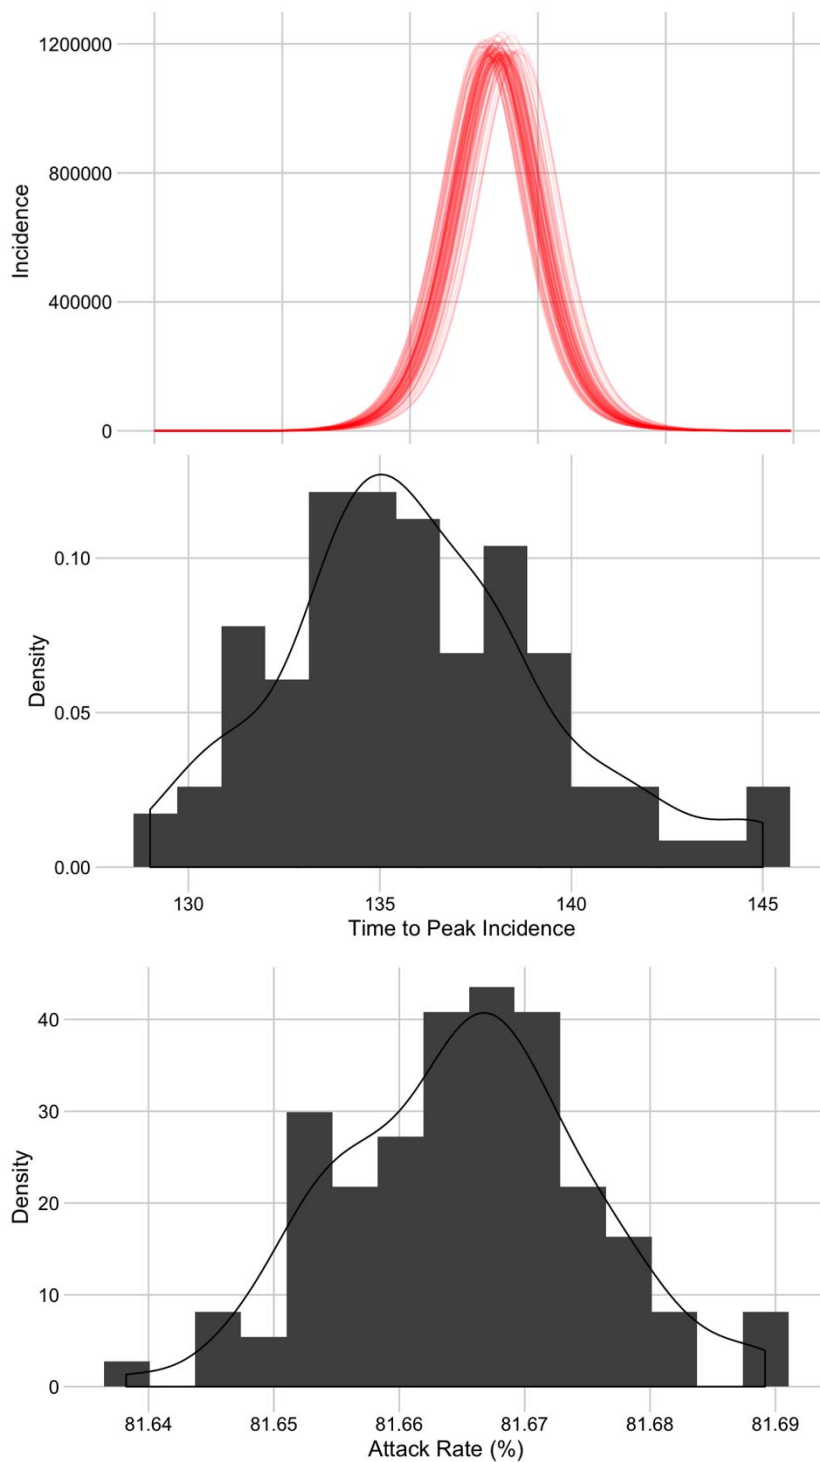 1200000
800000
400000
0
Incidence
0.10
0.05
0.00
Density
130 135 140 145
Time to Peak Incidence
40
30
20
10
0
Density
81.64 81.65 81.66 81.67 81.68 81.69
Attack Rate (%)